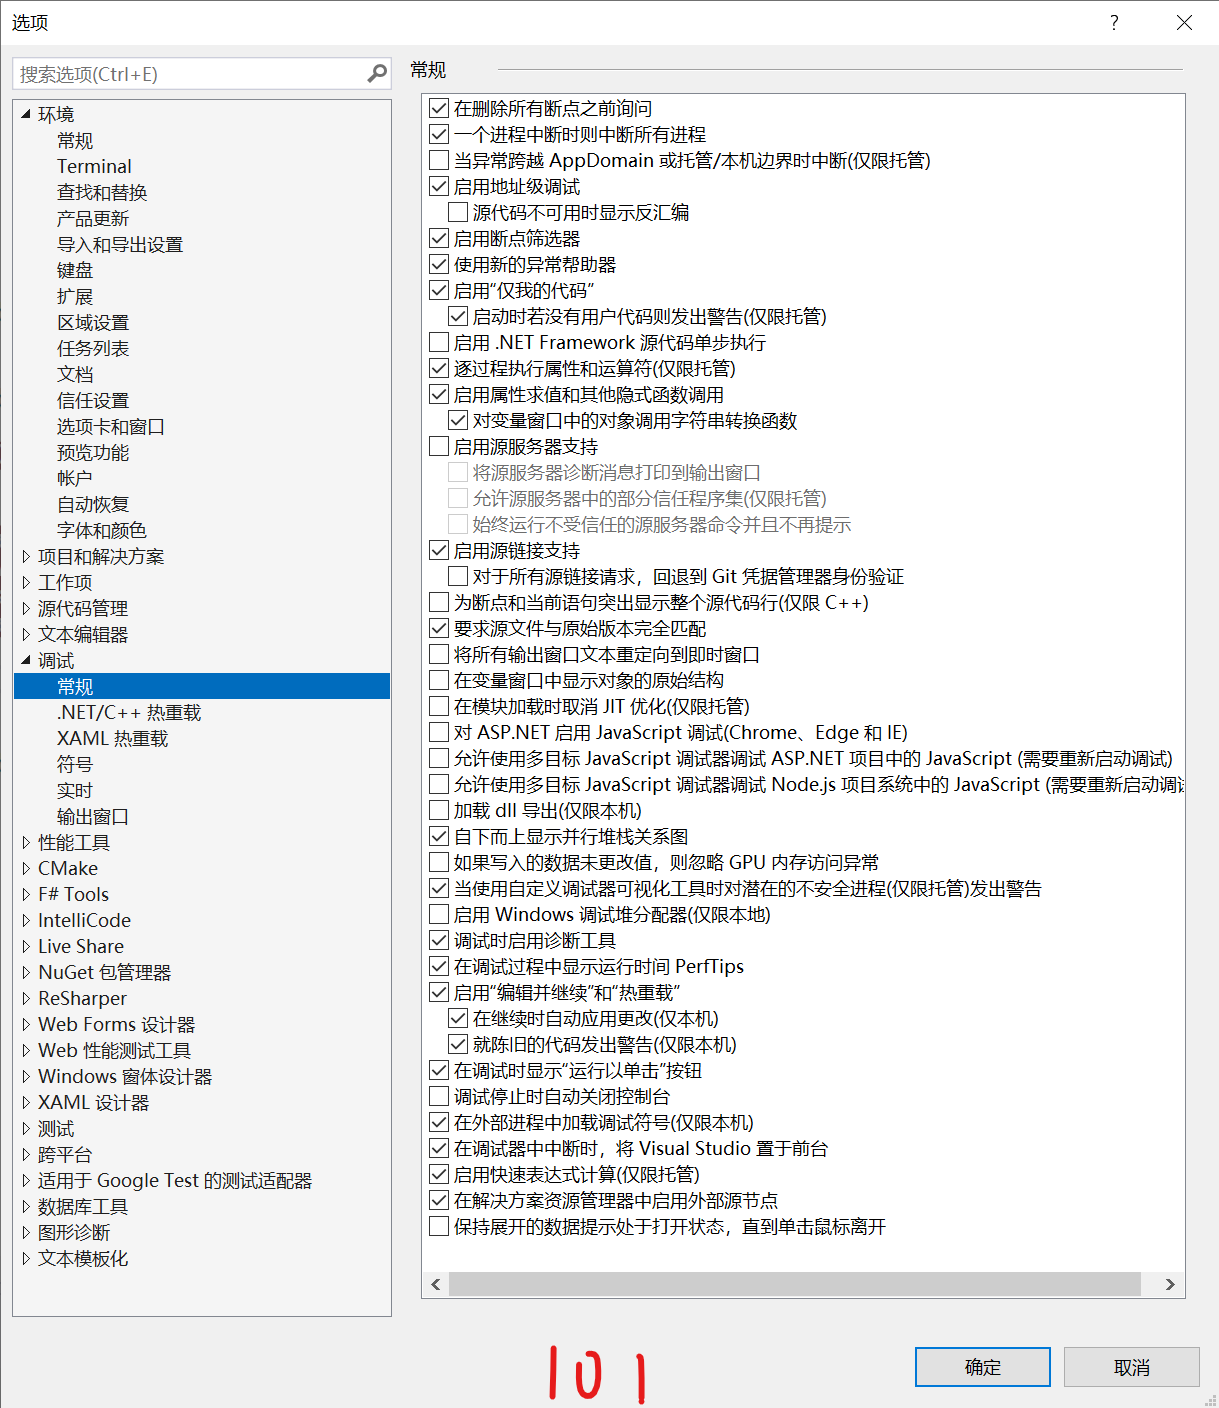 选项
?
搜索选项(Ctrl+E)
环境
常规
Terminal
查找和替换
产品更新
导入和导出设置
键盘
扩展
区域设置
任务列表
文档
信任设置
选项卡和窗口
预览功能
帐户
自动恢复
字体和颜色
项目和解决方案
工作项
源代码管理
文本编辑器
调试
常规
.NET/C++ 热重载
XAML 热重载
符号
实时
输出窗口
性能工具
CMake
F# Tools
IntelliCode
Live Share
NuGet 包管理器
ReSharper
Web Forms 设计器
Web 性能测试工具
Windows 窗体设计器
XAML 设计器
测试
跨平台
适用于 Google Test 的测试适配器
数据库工具
图形诊断
文本模板化
常规
在删除所有断点之前询问
一个进程中断时则中断所有进程
当异常跨越 AppDomain 或托管/本机边界时中断(仅限托管)
启用地址级调试
源代码不可用时显示反汇编
启用断点筛选器
使用新的异常帮助器
启用“仅我的代码”
启动时若没有用户代码则发出警告(仅限托管)
启用 .NET Framework 源代码单步执行
逐过程执行属性和运算符(仅限托管)
启用属性求值和其他隐式函数调用
对变量窗口中的对象调用字符串转换函数
启用源服务器支持
将源服务器诊断消息打印到输出窗口
允许源服务器中的部分信任程序集(仅限托管)
始终运行不受信任的源服务器命令并且不再提示
启用源链接支持
对于所有源链接请求，回退到 Git 凭据管理器身份验证
为断点和当前语句突出显示整个源代码行(仅限 C++)
要求源文件与原始版本完全匹配
将所有输出窗口文本重定向到即时窗口
在变量窗口中显示对象的原始结构
在模块加载时取消 JIT 优化(仅限托管)
对 ASP.NET 启用 JavaScript 调试(Chrome、Edge 和 IE)
允许使用多目标 JavaScript 调试器调试 ASP.NET 项目中的 JavaScript (需要重新启动调试)
允许使用多目标 JavaScript 调试器调试 Node.js 项目系统中的 JavaScript (需要重新启动调试
加载 dll 导出(仅限本机)
自下而上显示并行堆栈关系图
如果写入的数据未更改值，则忽略 GPU 内存访问异常
当使用自定义调试器可视化工具时对潜在的不安全进程(仅限托管)发出警告
启用 Windows 调试堆分配器(仅限本地)
调试时启用诊断工具
在调试过程中显示运行时间 PerfTips
启用“编辑并继续”和“热重载”
在继续时自动应用更改(仅本机)
就陈旧的代码发出警告(仅限本机)
在调试时显示“运行以单击”按钮
调试停止时自动关闭控制台
在外部进程中加载调试符号(仅限本机)
在调试器中中断时，将 Visual Studio 置于前台
启用快速表达式计算(仅限托管)
在解决方案资源管理器中启用外部源节点
保持展开的数据提示处于打开状态，直到单击鼠标离开
101
确定
取消